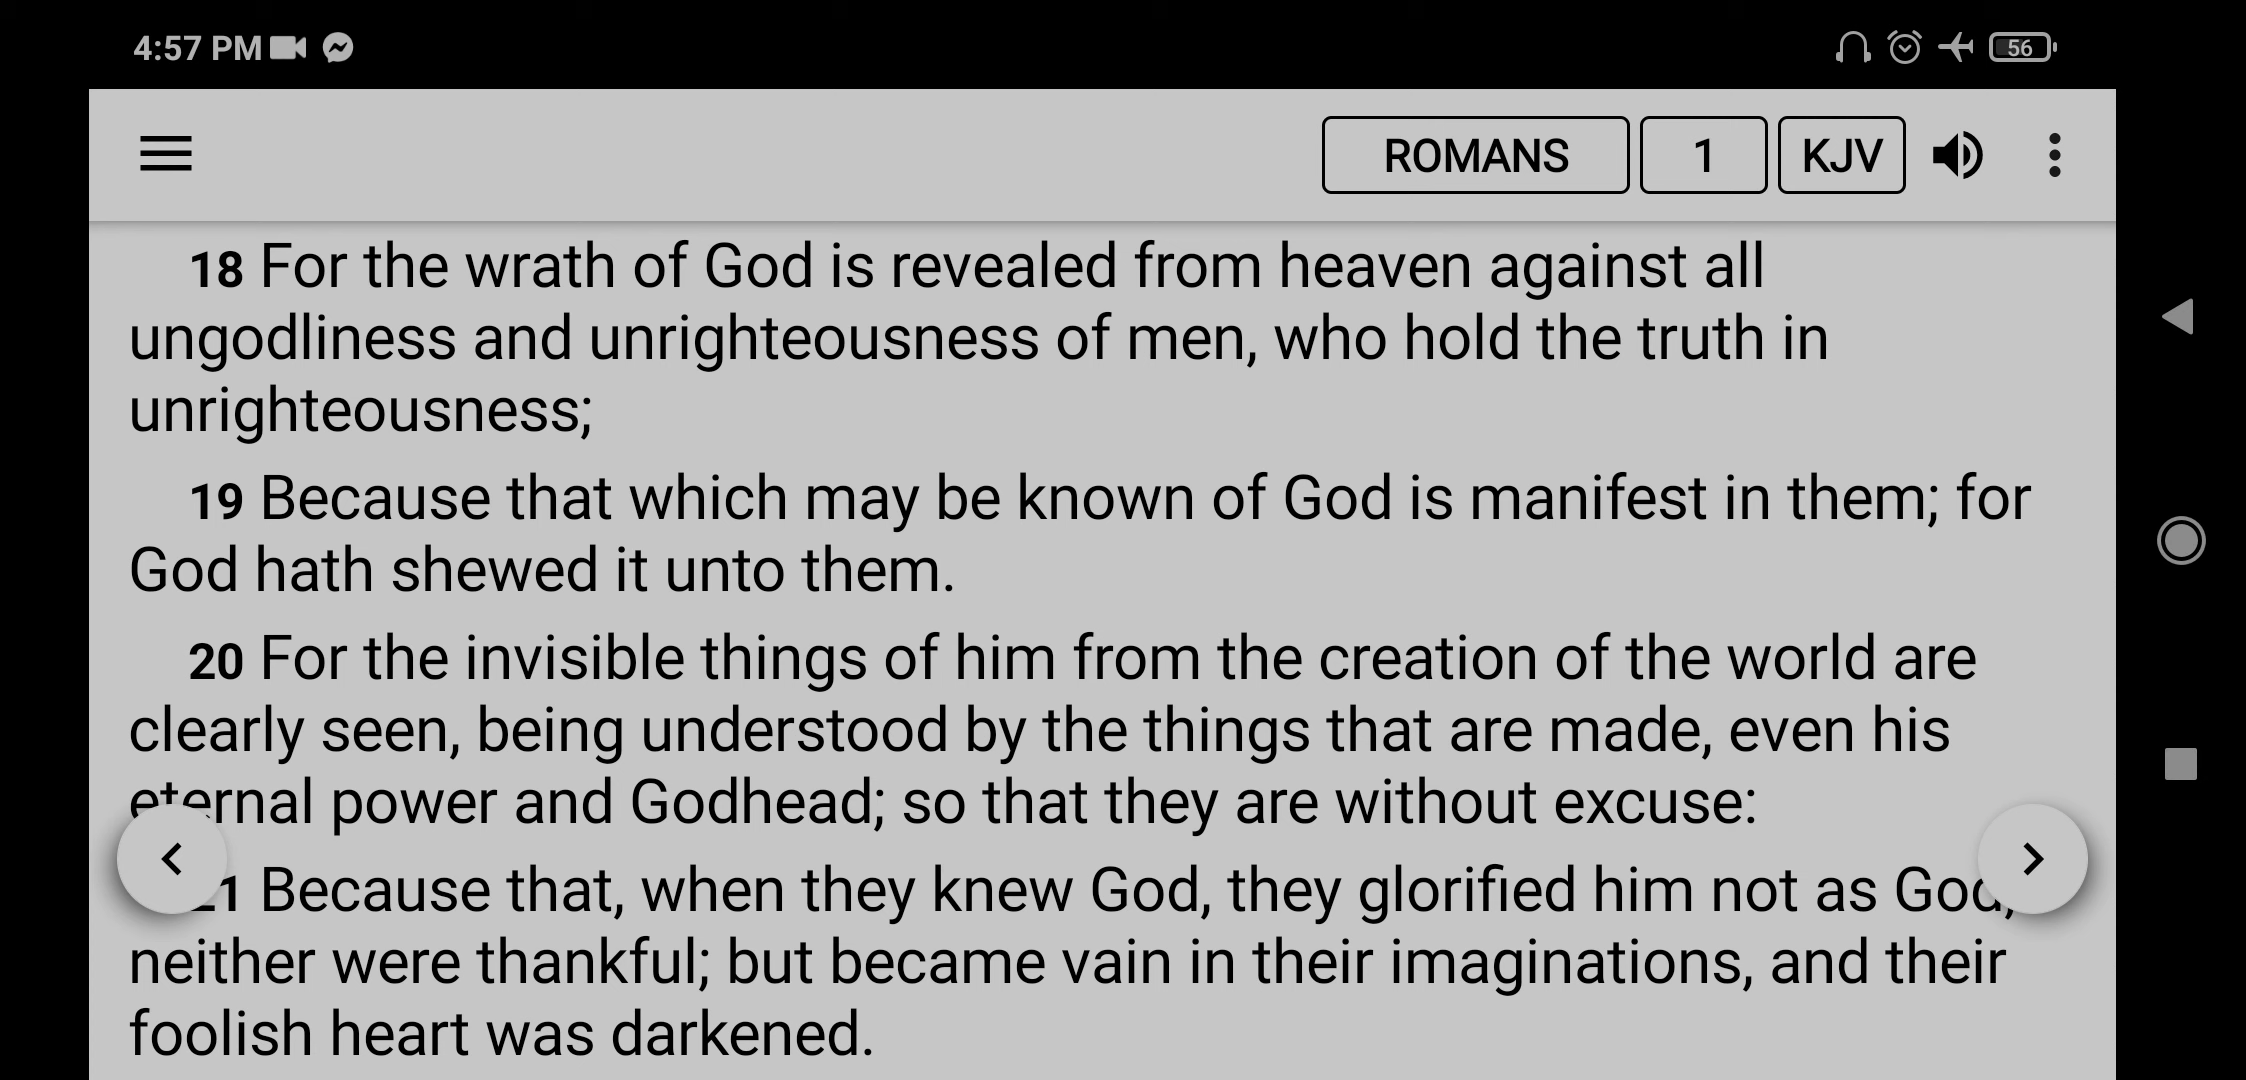 4:57 PM
56
ROMANS 1 KJV
18 For the wrath of God is revealed from heaven against all
ungodliness and unrighteousness of men, who hold the truth in
unrighteousness;
19 Because that which may be known of God is manifest in them; for
God hath shewed it unto them.
20 For the invisible things of him from the creation of the world are
clearly seen, being understood by the things that are made, even his
eternal power and Godhead; so that they are without excuse:
21 Because that, when they knew God, they glorified him not as God,
neither were thankful; but became vain in their imaginations, and their
foolish heart was darkened.